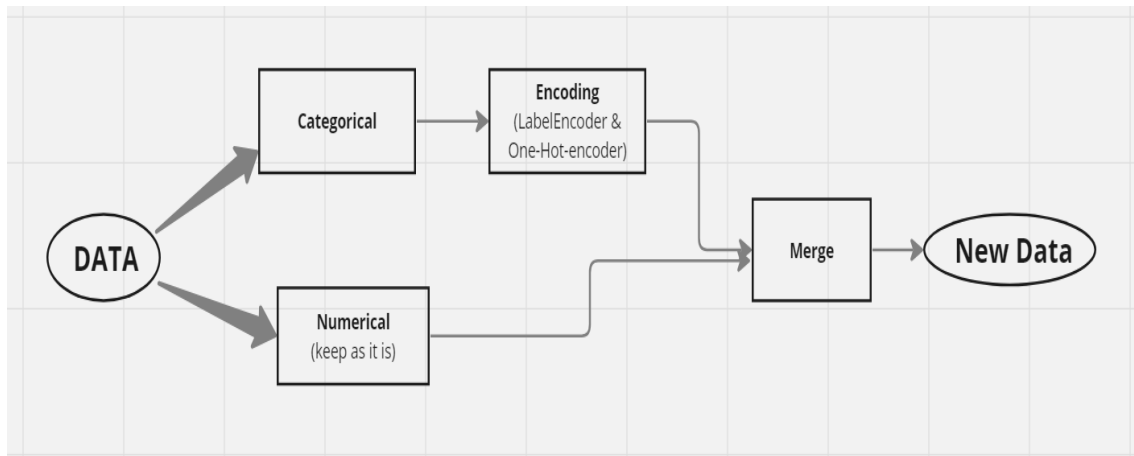 DATA
Categorical
Encoding
(LabelEncoder &
One-Hot-encoder)
Numerical
(keep as it is)
Merge
New Data